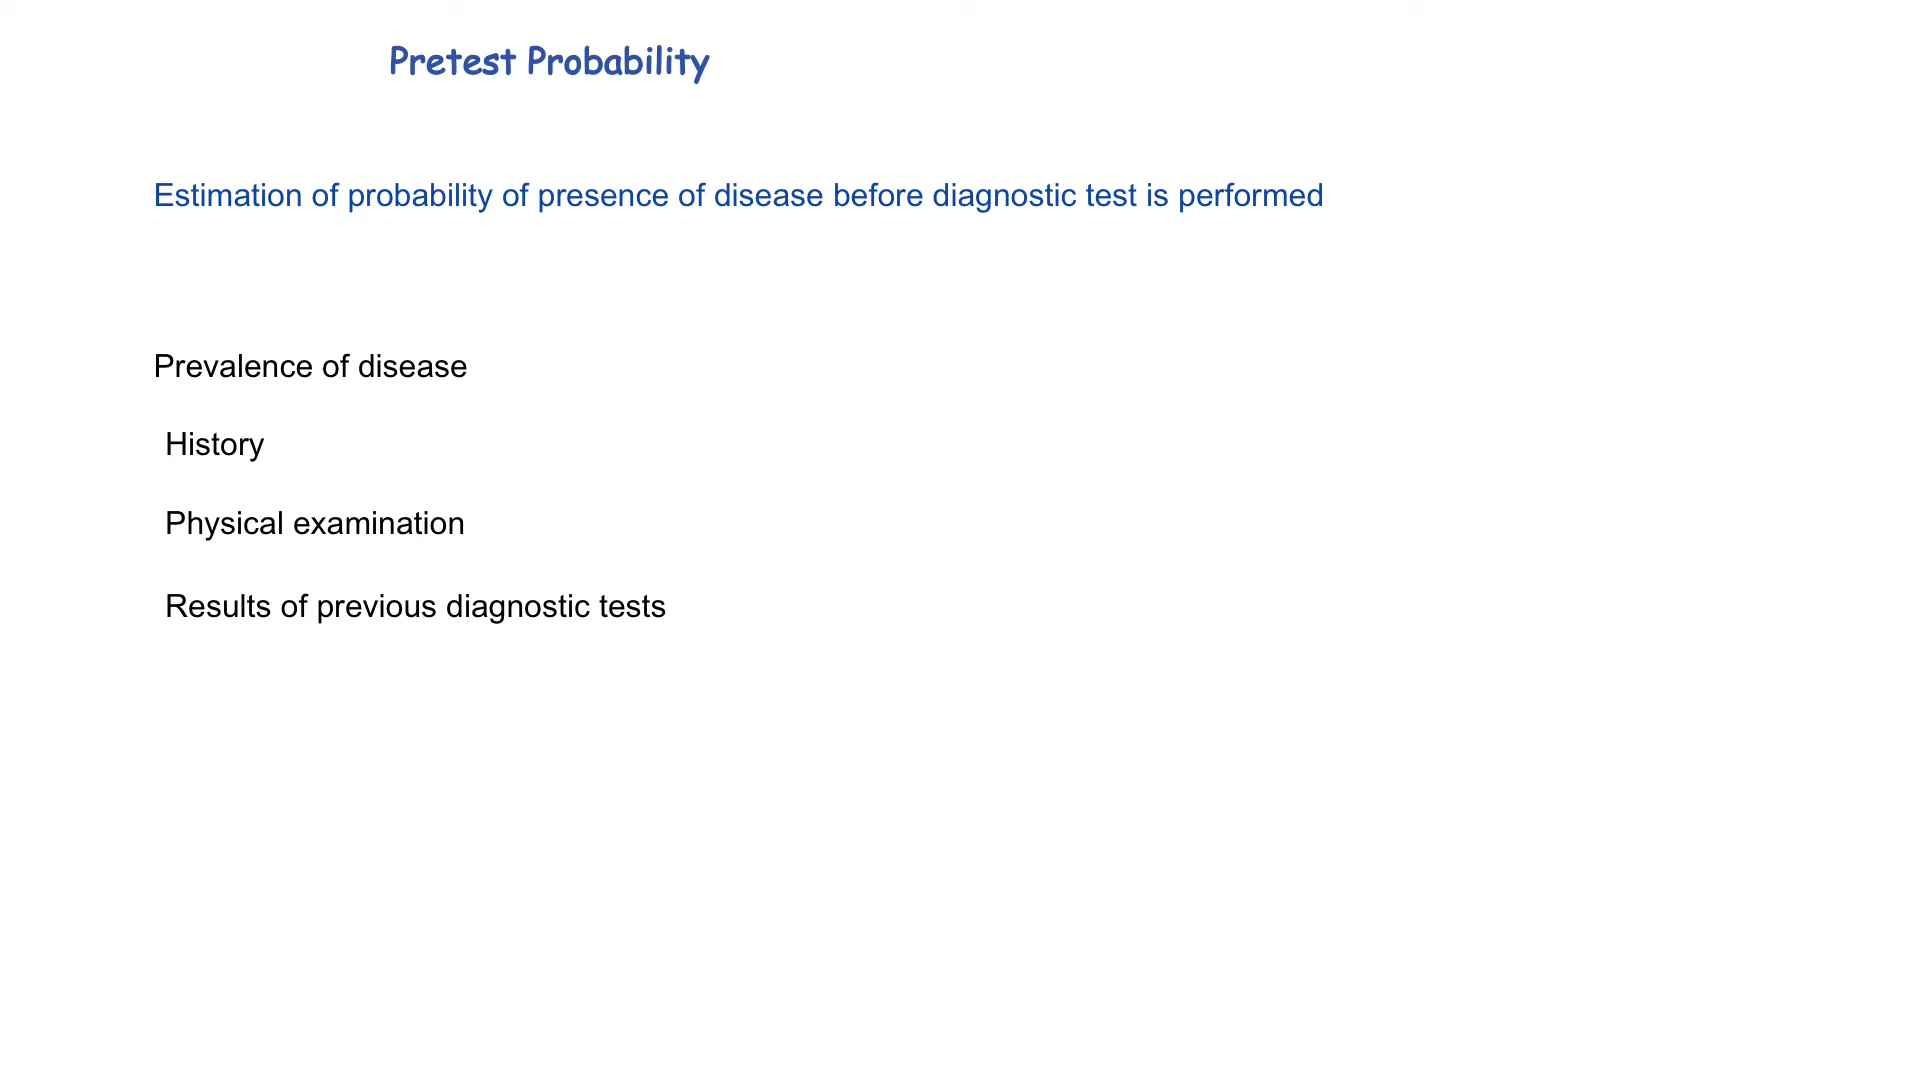 Pretest Probability
Estimation of probability of presence of disease before diagnostic test is performed
Prevalence of disease
History
Physical examination
Results of previous diagnostic tests